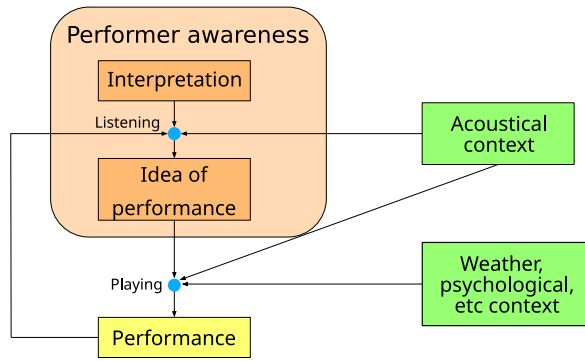 Performer awareness
Interpretation
Listening
Acoustical
context
Idea of
performance
Weather,
psychological,
etc context
Playing
Performance